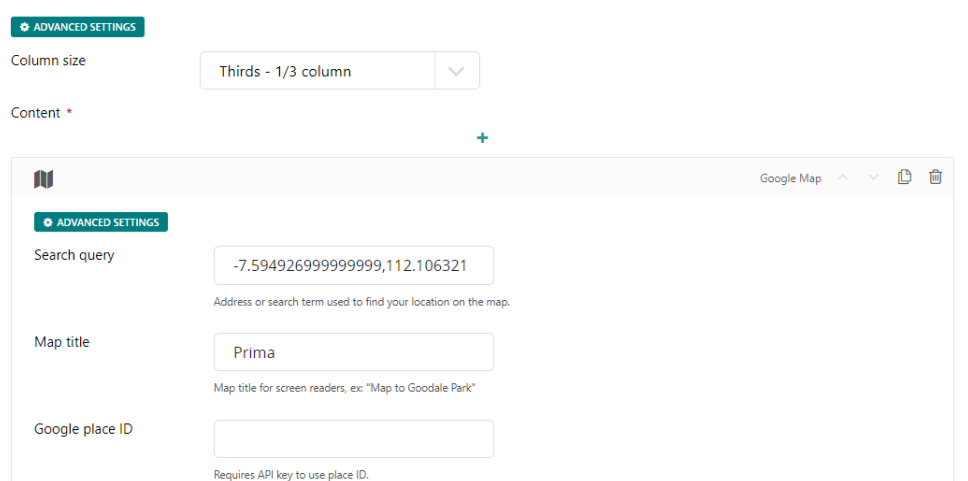 ADVANCED SETTINGS
Column size
Thirds - 1/3 column
Content *
+
Google Map
ADVANCED SETTINGS
Search query
-7.594926999999999,112.106321
Address or search term used to find your location on the map.
Map title
Prima
Map title for screen readers, ex: "Map to Goodale Park"
Google place ID
Requires API key to use place ID.